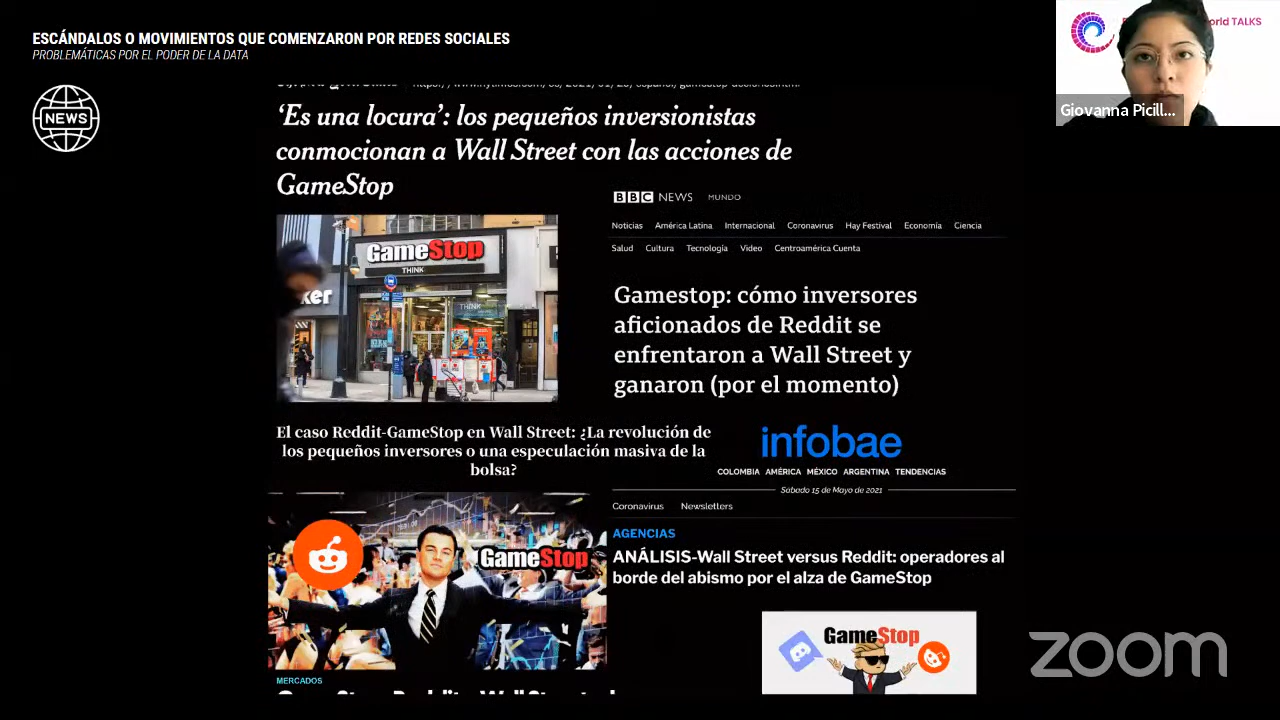 ESCÁNDALOS O MOVIMIENTOS QUE COMENZARON POR REDES SOCIALES
PROBLEMÁTICAS POR EL PODER DE LA DATA
NEWS
orld TALKS
Giovanna Picill...
‘Es una locura’: los pequeños inversionistas
conmocionan a Wall Street con las acciones de
GameStop
GameStop
THINK
THINK
ker
BBC NEWS MUNDO
Noticias América Latina Internacional Coronavirus Hay Festival Economía Ciencia
Salud Cultura Tecnología Video Centroamérica Cuenta
Gamestop: cómo inversores
aficionados de Reddit se
enfrentaron a Wall Street y
ganaron (por el momento)
El caso Reddit-GameStop en Wall Street: ¿La revolución de
los pequeños inversores o una especulación masiva de la
bolsa?
GameStop
MERCADOS
infobae
COLOMBIA AMÉRICA MÉXICO ARGENTINA TENDENCIAS
Sábado 15 de Mayo de 2021
Coronavirus Newsletters
AGENCIAS
ANÁLISIS-Wall Street versus Reddit: operadores al
borde del abismo por el alza de GameStop
GameStop
zoom